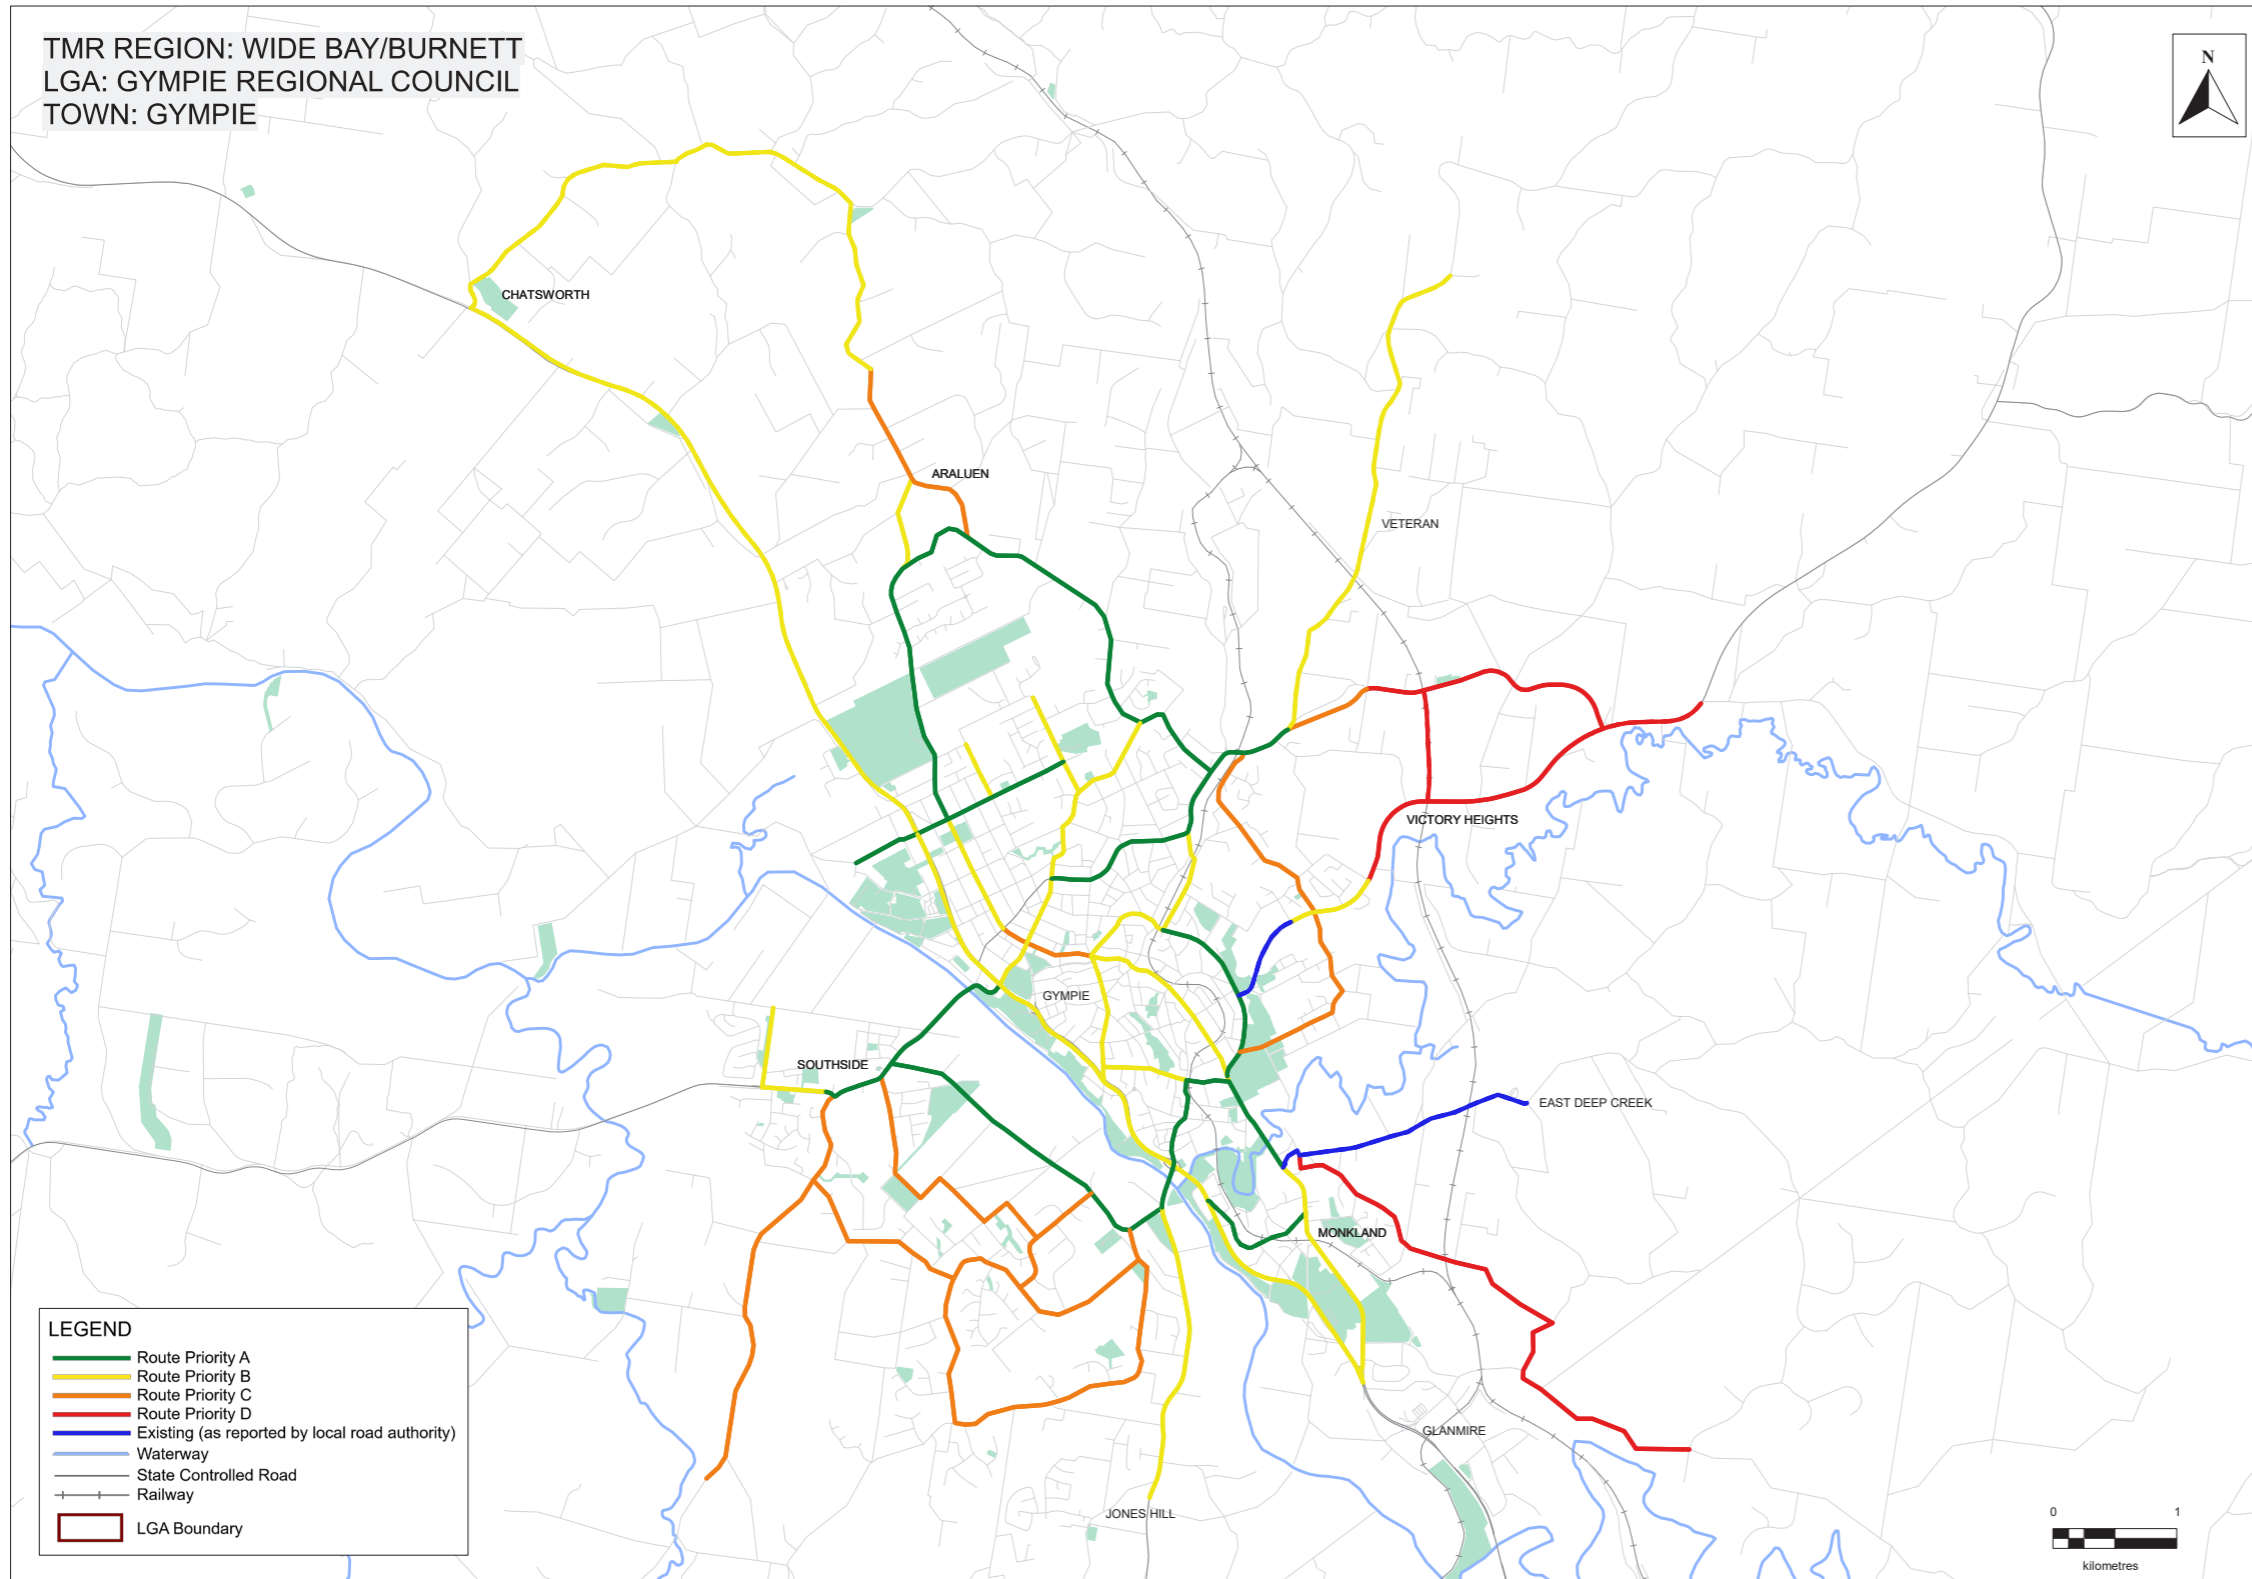 TMR REGION: WIDE BAY/BURNETT
LGA: GYMPIE REGIONAL COUNCIL
TOWN: GYMPIE
N
CHATSWORTH
ARALUEN
VETERAN
VICTORY HEIGHTS
GYMPIE
SOUTHSIDE
EAST DEEP CREEK
MONKLAND
GLANMIRE
JONES HILL
LEGEND
Route Priority A
Route Priority B
Route Priority C
Route Priority D
Existing (as reported by local road authority)
Waterway
State Controlled Road
Railway
LGA Boundary
0 1
kilometres